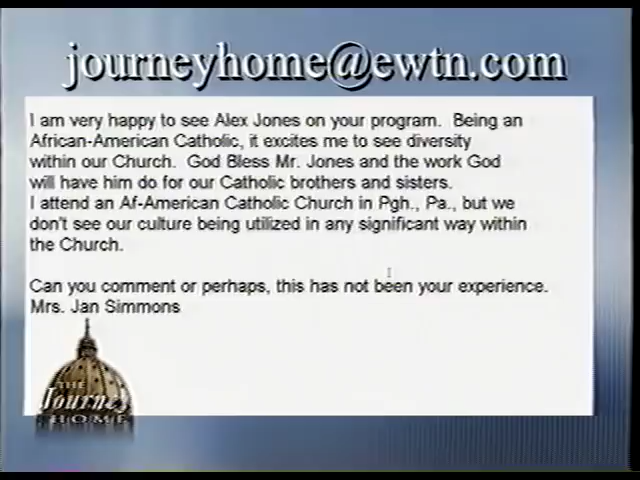 journeyhome@ewtn.com
I am very happy to see Alex Jones on your program. Being an
African-American Catholic, it excites me to see diversity
within our Church. God Bless Mr. Jones and the work God
will have him do for our Catholic brothers and sisters.
I attend an Af-American Catholic Church in Pgh., Pa., but we
don't see our culture being utilized in any significant way within
the Church.
Can you comment or perhaps, this has not been your experience.
Mrs. Jan Simmons
THE
Journey
HOME